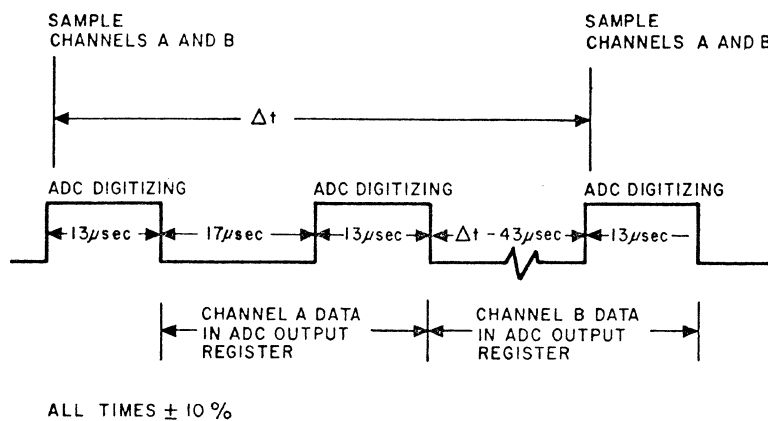 SAMPLE
CHANNELS A AND B
SAMPLE
CHANNELS A AND B
Δt
ADC DIGITIZING
ADC DIGITIZING
ADC DIGITIZING
13μsec
17μsec
13μsec
Δt - 43μsec
13μsec
CHANNEL A DATA
IN ADC OUTPUT
REGISTER
CHANNEL B DATA
IN ADC OUTPUT
REGISTER
ALL TIMES ± 10 %